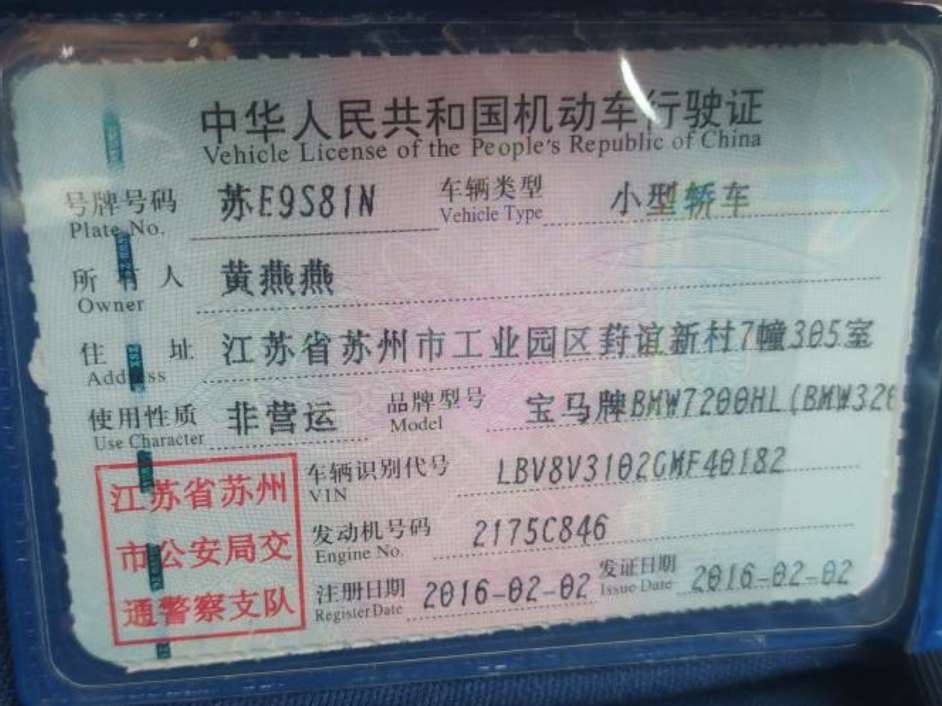 中华人民共和国机动车行驶证
Vehicle License of the People's Republic of China
号牌号码 苏E9S81N 车辆类型 小型轿车
Plate No. Vehicle Type
所有人 黄燕燕
Owner
住址 江苏省苏州市工业园区葑谊新村7幢305室
Address
使用性质 非营运 品牌型号 宝马牌BMW7200HL(BMW320
Use Character Model
江苏省苏州
市公安局交
通警察支队
车辆识别代号 LBV8V3102GMF40182
VIN
发动机号码 2175C846
Engine No.
注册日期 2016-02-02 发证日期 2016-02-02
Register Date Issue Date